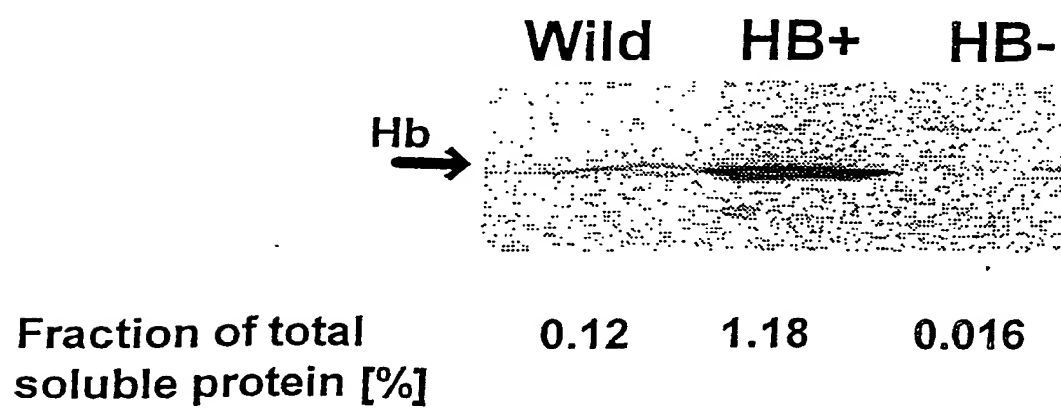 Wild HB+ HB-
Hb
Fraction of total 0.12 1.18 0.016
soluble protein [%]